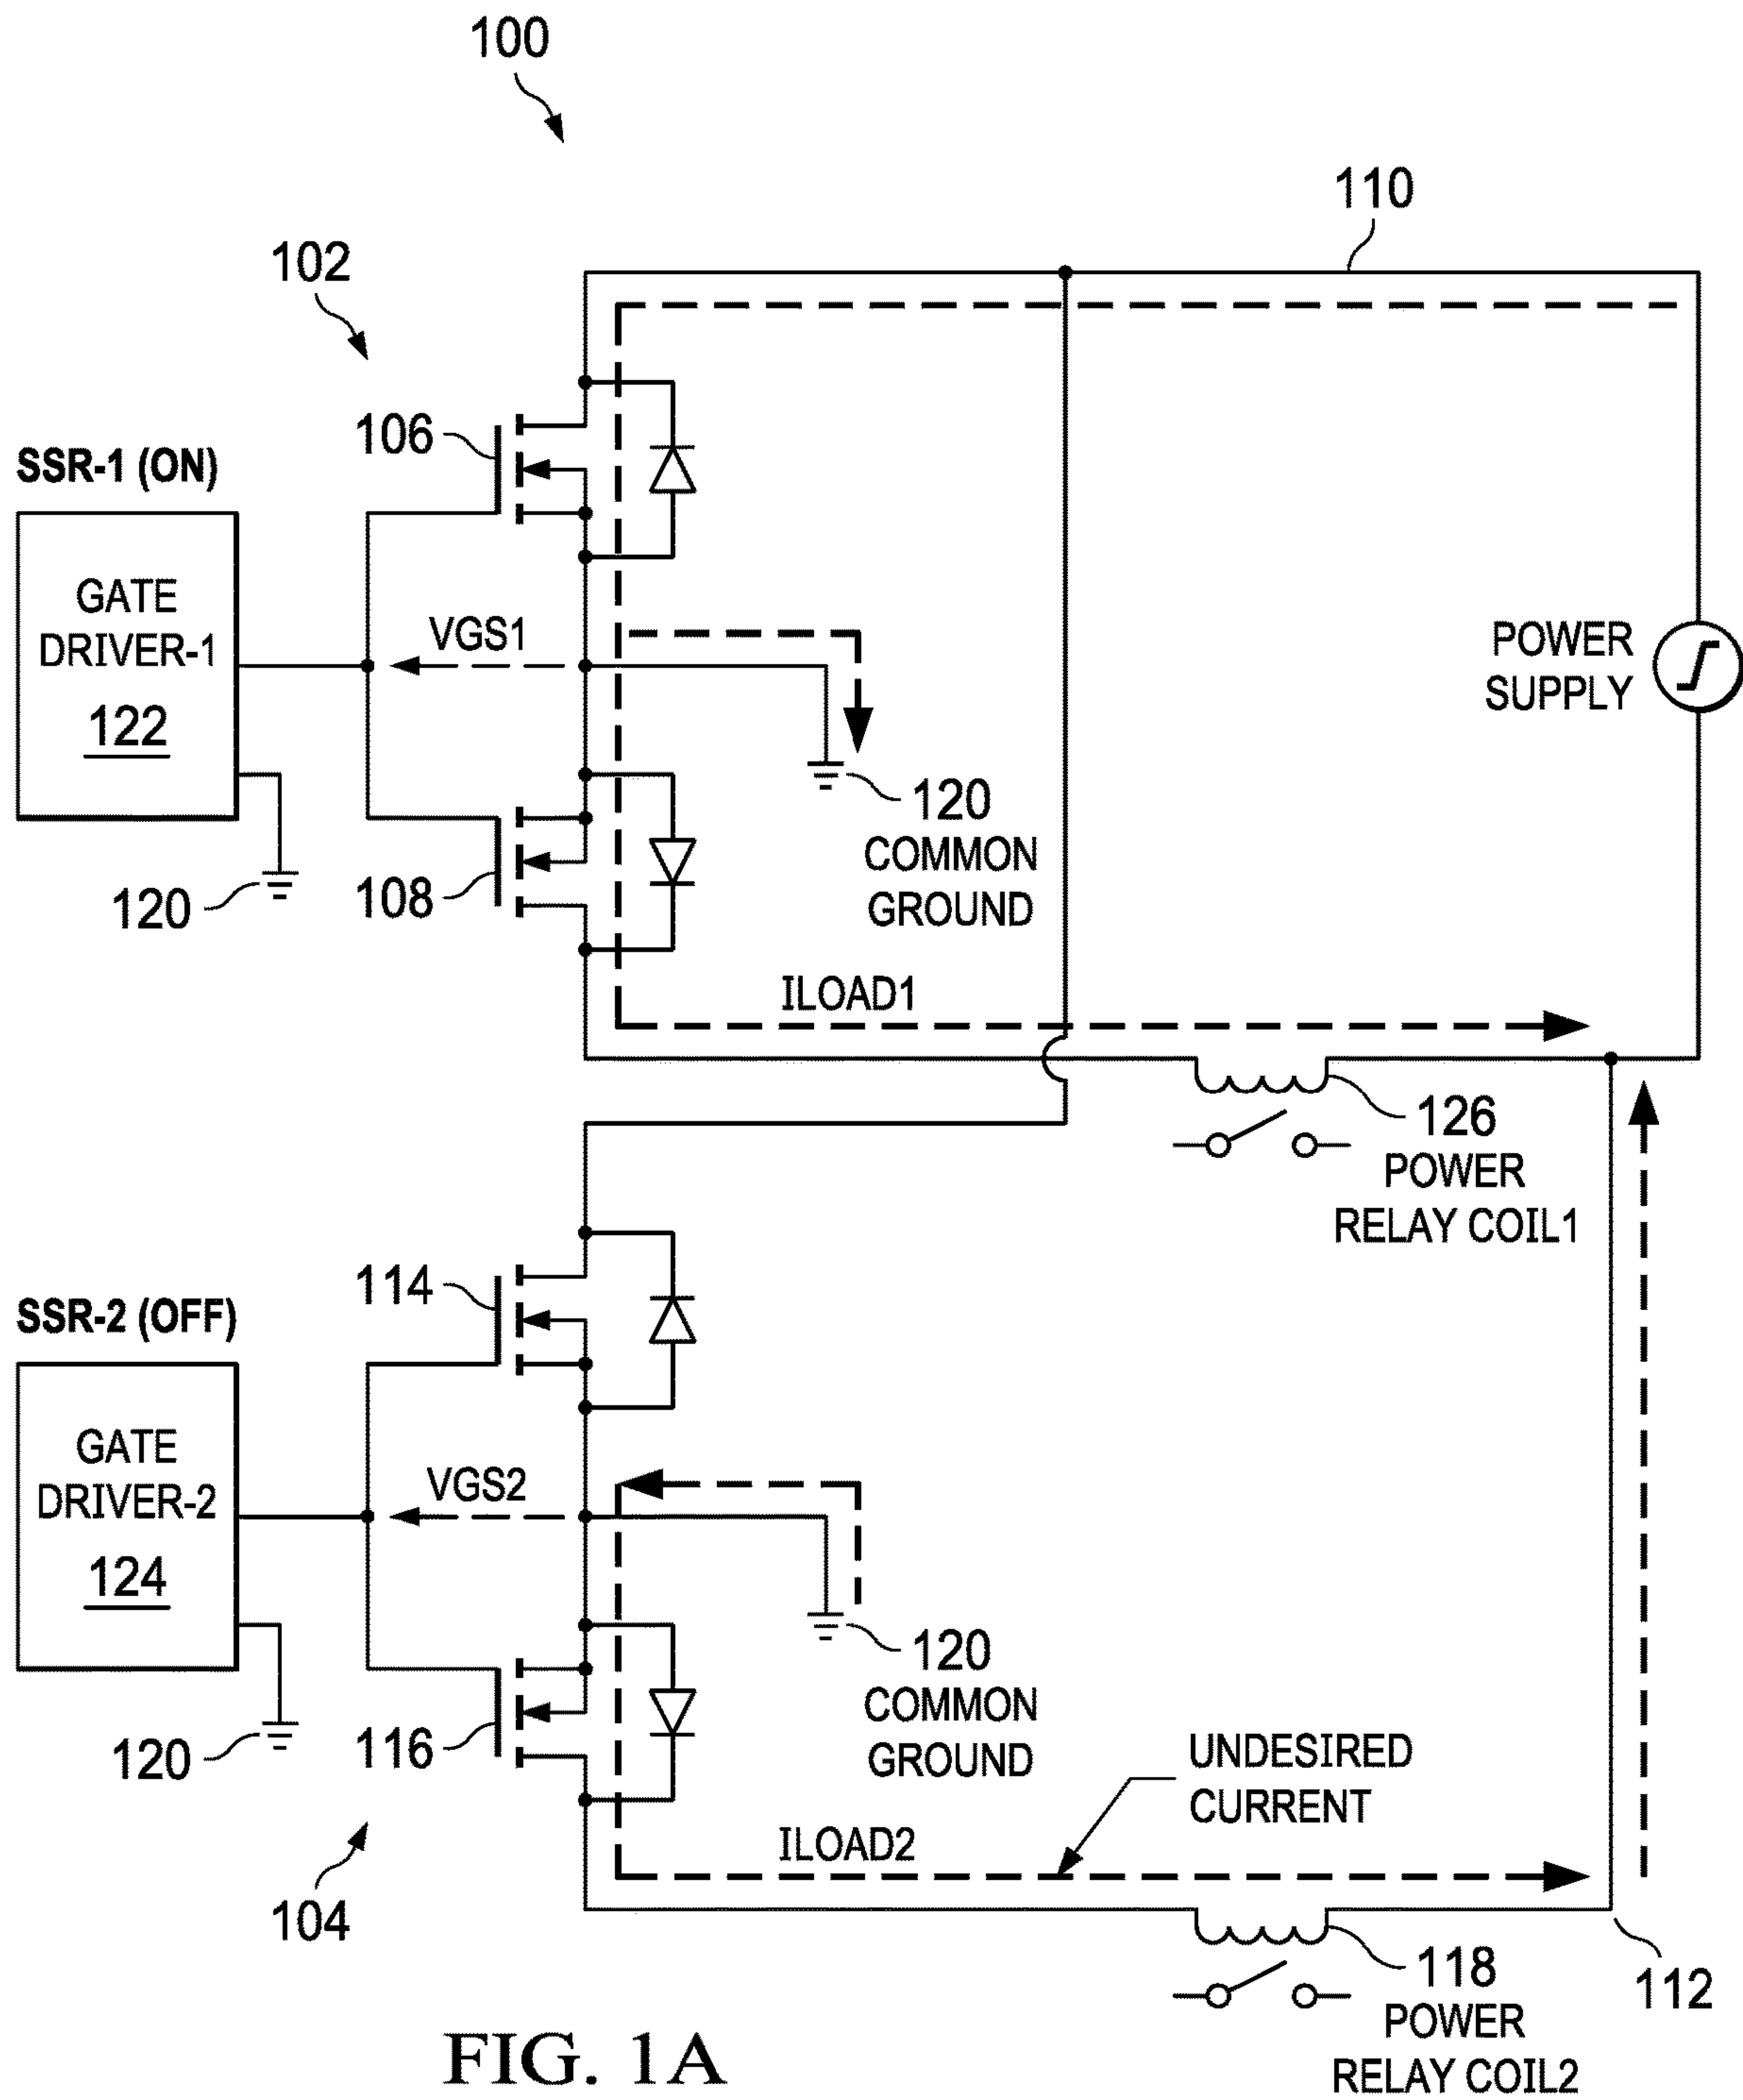 100
110
102
106
SSR-1 (ON)
GATE
DRIVER-1
122
VGS1
POWER
SUPPLY
120
COMMON
GROUND
120
108
ILOAD1
126
POWER
RELAY COIL1
114
SSR-2 (OFF)
GATE
DRIVER-2
124
VGS2
120
COMMON
GROUND
120
116
UNDESIRED
CURRENT
ILOAD2
104
118
POWER
RELAY COIL2
112
FIG. 1A